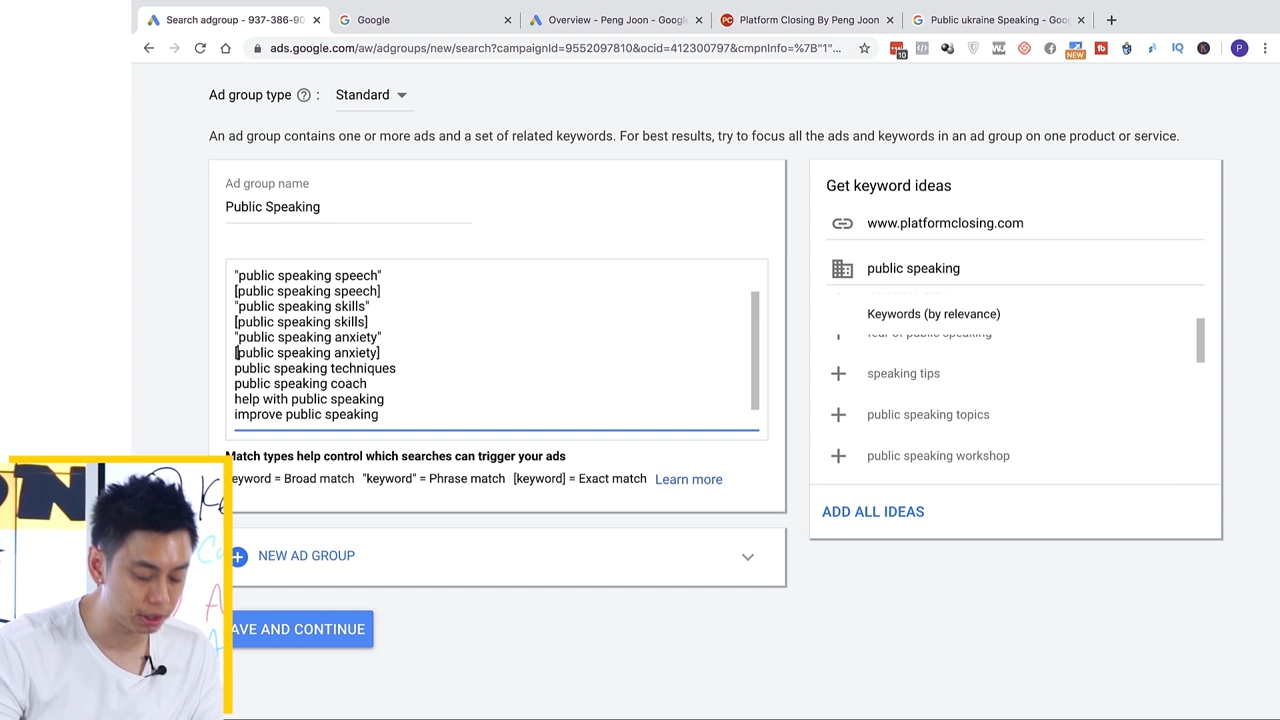 Search adgroup - 937-386-90
Google
Overview - Peng Joon - Google
Platform Closing By Peng Joon
Public ukraine Speaking - Goo
ads.google.com/aw/adgroups/new/search?campaignId=9552097810&ocid=412300797&cmpnInfo=%7B"1"...
10
NEW
IQ
P
Ad group type ? : Standard
An ad group contains one or more ads and a set of related keywords. For best results, try to focus all the ads and keywords in an ad group on one product or service.
Ad group name
Public Speaking
"public speaking speech"
[public speaking speech]
"public speaking skills"
[public speaking skills]
"public speaking anxiety"
[public speaking anxiety]
public speaking techniques
public speaking coach
help with public speaking
improve public speaking
Match types help control which searches can trigger your ads
eyword = Broad match "keyword" = Phrase match [keyword] = Exact match Learn more
NEW AD GROUP
AVE AND CONTINUE
Get keyword ideas
www.platformclosing.com
public speaking
Keywords (by relevance)
fear of public speaking
speaking tips
public speaking topics
public speaking workshop
ADD ALL IDEAS